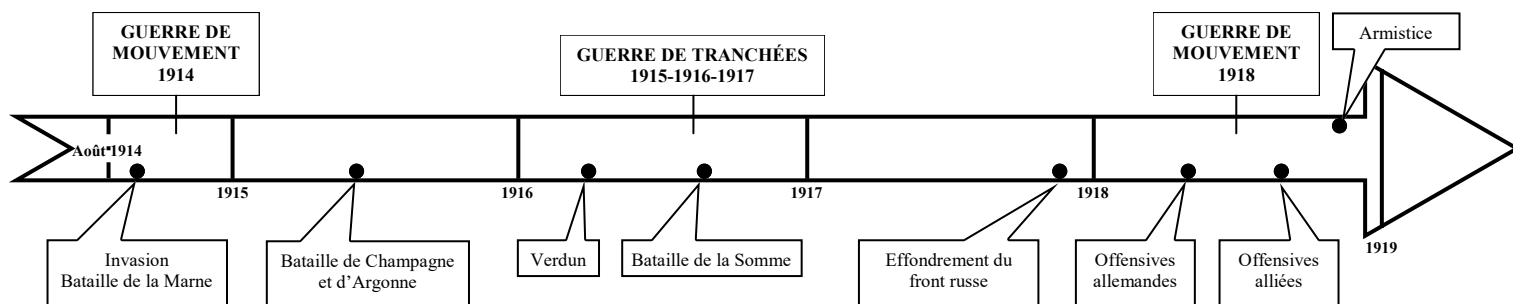 GUERRE DE
MOUVEMENT
1914
GUERRE DE TRANCHÉES
1915-1916-1917
GUERRE DE
MOUVEMENT
1918
Armistice
Août 1914
1915
1916
1917
1918
1919
Invasion
Bataille de la Marne
Bataille de Champagne
et d’Argonne
Verdun
Bataille de la Somme
Effondrement du
front russe
Offensives
allemandes
Offensives
alliées